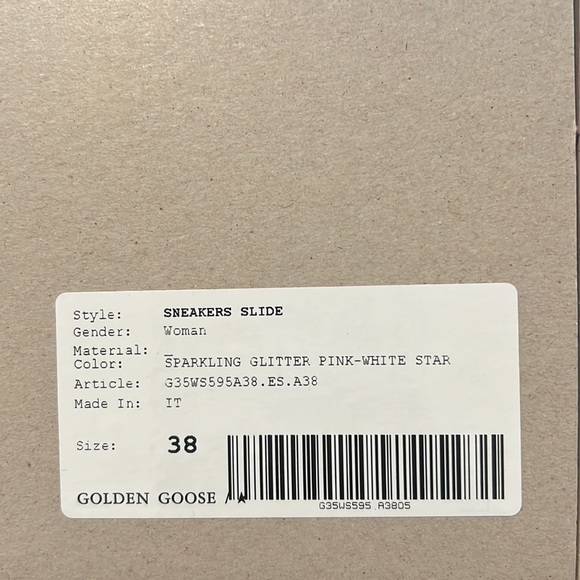 Style: SNEAKERS SLIDE
Gender: Woman
Material: _
Color: SPARKLING GLITTER PINK-WHITE STAR
Article: G35WS595A38.ES.A38
Made In: IT
Size: 38
GOLDEN GOOSE / ★
G35WS595.A3805